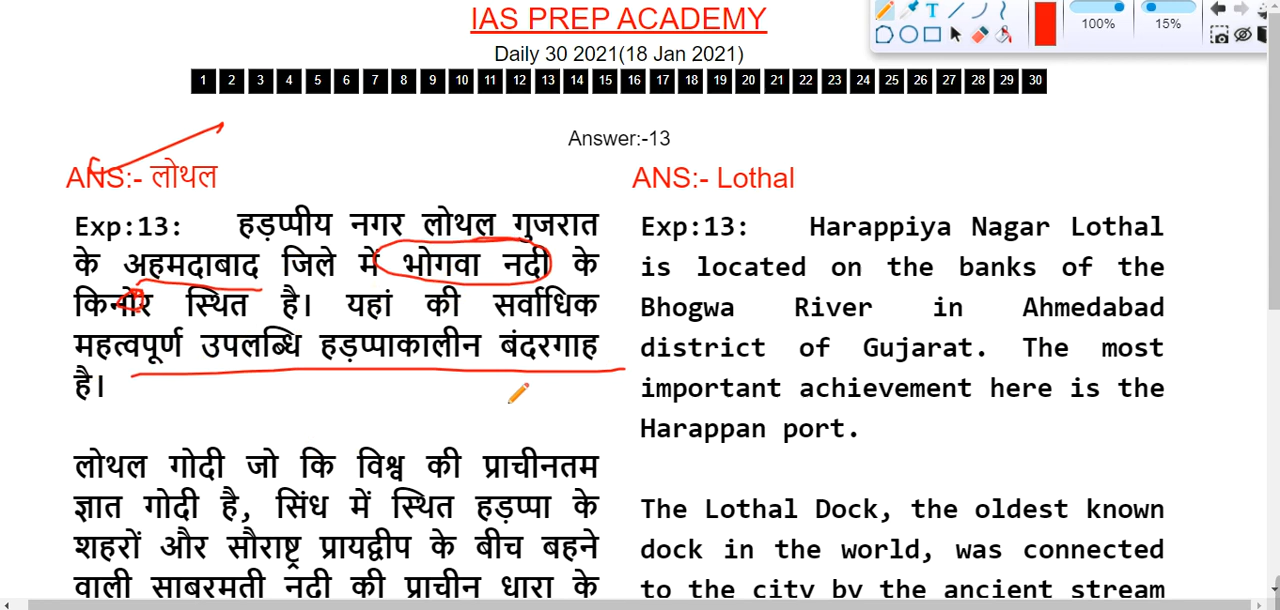 IAS PREP ACADEMY
Daily 30 2021(18 Jan 2021)
1 2 3 4 5 6 7 8 9 10 11 12 13 14 15 16 17 18 19 20 21 22 23 24 25 26 27 28 29 30
100%
15%
Answer:-13
ANS:- लोथल
Exp:13: हड़प्पीय नगर लोथल गुजरात
के अहमदाबाद जिले में भोगवा नदी के
किनारे स्थित है। यहां की सर्वाधिक
महत्वपूर्ण उपलब्धि हड़प्पाकालीन बंदरगाह
है।
लोथल गोदी जो कि विश्व की प्राचीनतम
ज्ञात गोदी है, सिंध में स्थित हड़प्पा के
शहरों और सौराष्ट्र प्रायद्वीप के बीच बहने
वाली साबरमती नदी की प्राचीन धारा के
ANS:- Lothal
Exp:13: Harappiya Nagar Lothal
is located on the banks of the
Bhogwa River in Ahmedabad
district of Gujarat. The most
important achievement here is the
Harappan port.
The Lothal Dock, the oldest known
dock in the world, was connected
to the city by the ancient stream